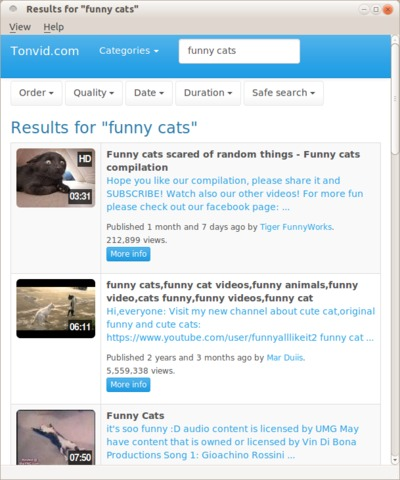 Results for "funny cats"
View Help
Tonvid.com Categories funny cats
Order Quality Date Duration Safe search
Results for "funny cats"
HD
03:31
Funny cats scared of random things - Funny cats
compilation
Hope you like our compilation, please share it and
SUBSCRIBE! Watch also our other videos! For more fun
please check out our facebook page: ...
Published 1 month and 7 days ago by Tiger FunnyWorks.
212,899 views.
More info
06:11
funny cats,funny cat videos,funny animals,funny
video,cats funny,funny videos,funny cat
Hi,everyone: Visit my new channel about cute cat,original
funny and cute cats:
https://www.youtube.com/user/funnyalllikeit2 funny cat ...
Published 2 years and 3 months ago by Mar Duiis.
5,559,338 views.
More info
07:50
Funny Cats
it's soo funny :D audio content is licensed by UMG May
have content that is owned or licensed by Vin Di Bona
Productions Song 1: Gioachino Rossini ...